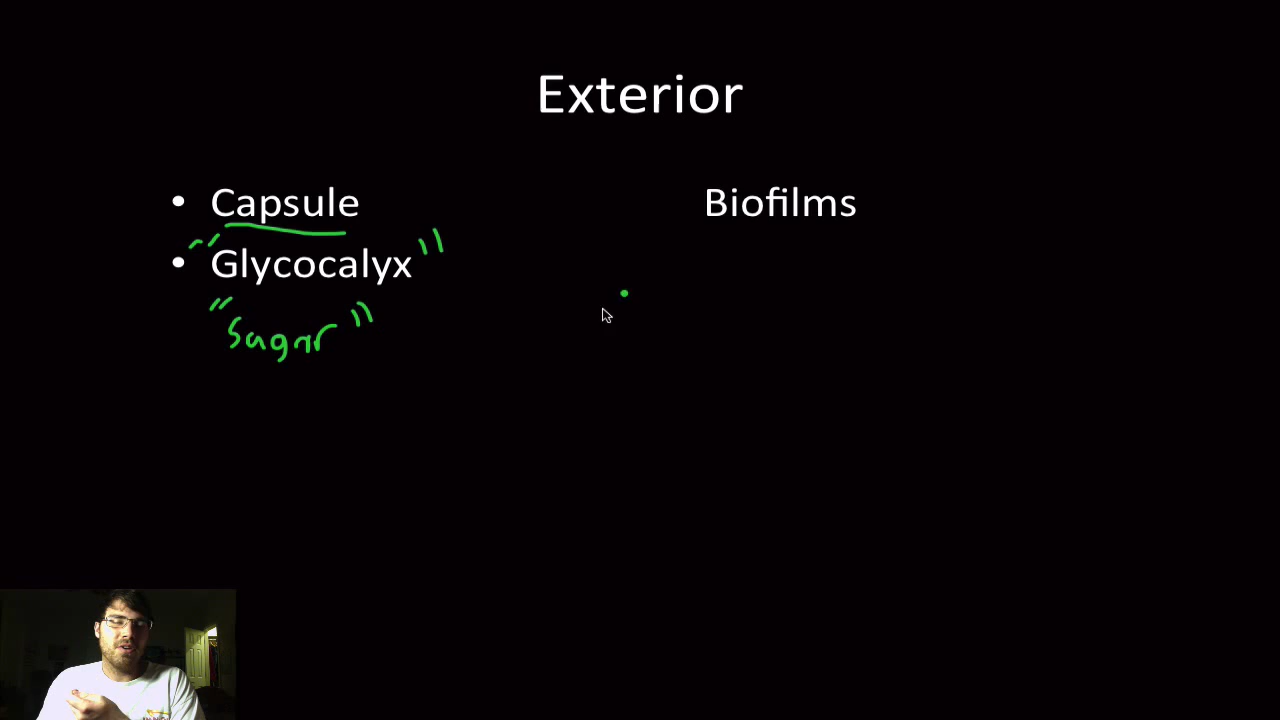 Exterior
• Capsule
• "Glycocalyx"
"Sugar"
Biofilms